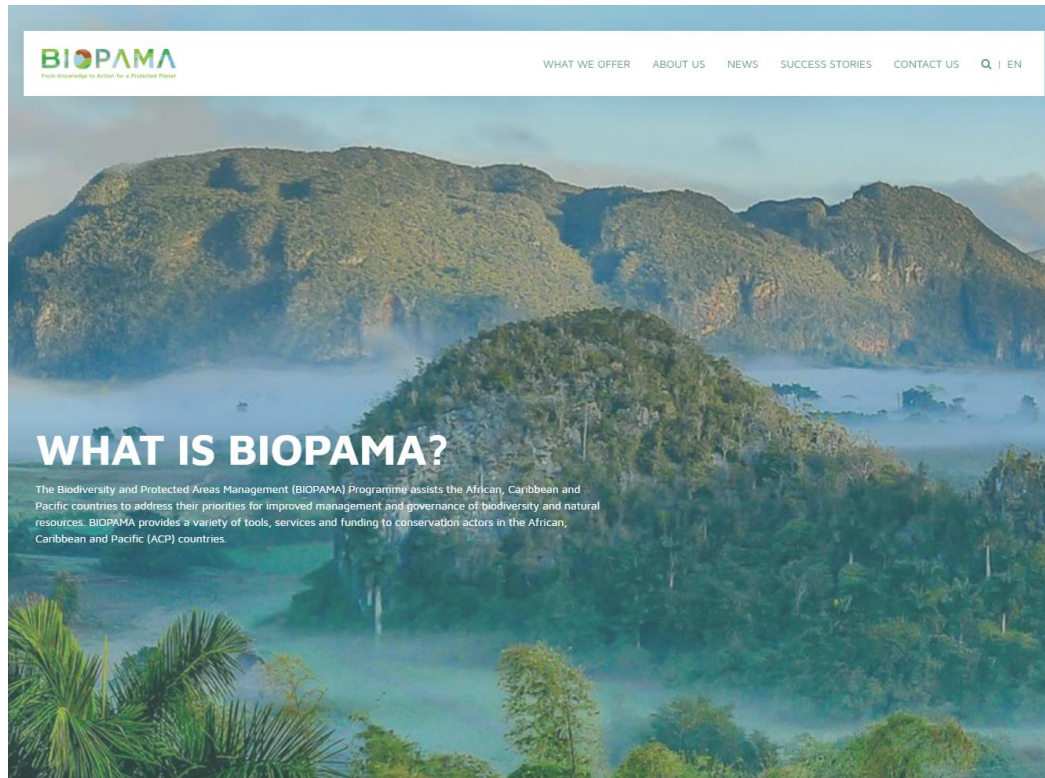 BIOPAMA
From Knowledge to Action for a Protected Planet
WHAT WE OFFER ABOUT US NEWS SUCCESS STORIES CONTACT US | EN
WHAT IS BIOPAMA?
The Biodiversity and Protected Areas Management (BIOPAMA) Programme assists the African, Caribbean and
Pacific countries to address their priorities for improved management and governance of biodiversity and natural
resources. BIOPAMA provides a variety of tools, services and funding to conservation actors in the African,
Caribbean and Pacific (ACP) countries.